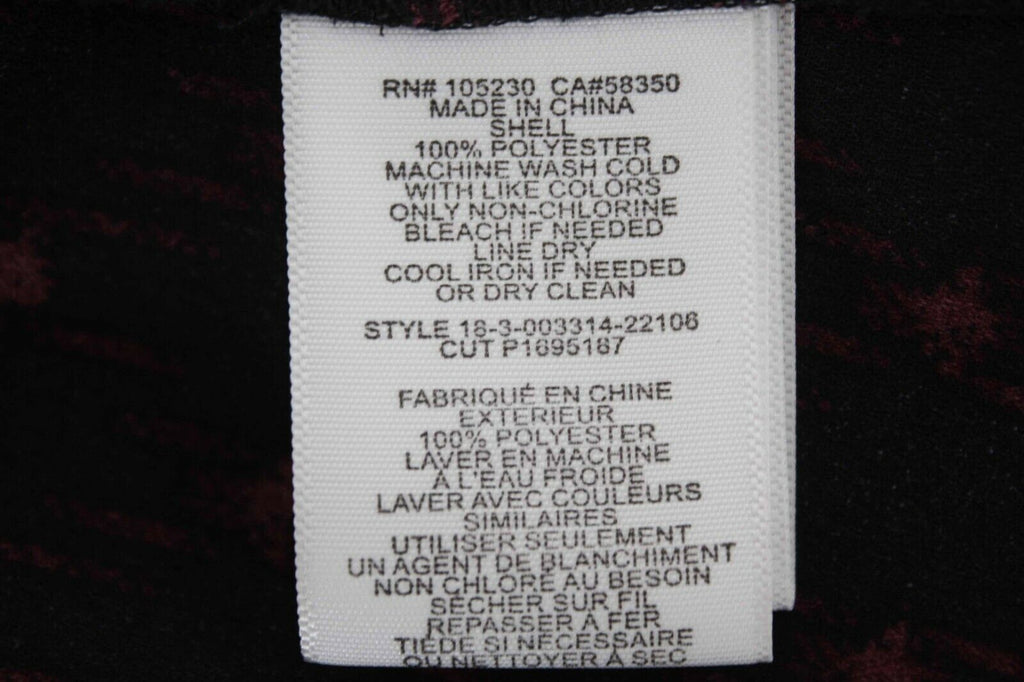 RN# 105230 CA#58350
MADE IN CHINA
SHELL
100% POLYESTER
MACHINE WASH COLD
WITH LIKE COLORS
ONLY NON-CHLORINE
BLEACH IF NEEDED
LINE DRY
COOL IRON IF NEEDED
OR DRY CLEAN
STYLE 18-3-003314-22106
CUT P1695187
FABRIQUÉ EN CHINE
EXTERIEUR
100% POLYESTER
LAVER EN MACHINE
À L'EAU FROIDE
LAVER AVEC COULEURS
SIMILAIRES
UTILISER SEULEMENT
UN AGENT DE BLANCHIMENT
NON CHLORÉ AU BESOIN
SÉCHER SUR FIL
REPASSER À FER
TIÈDE SI NÉCESSAIRE
OU NETTOYER À SEC